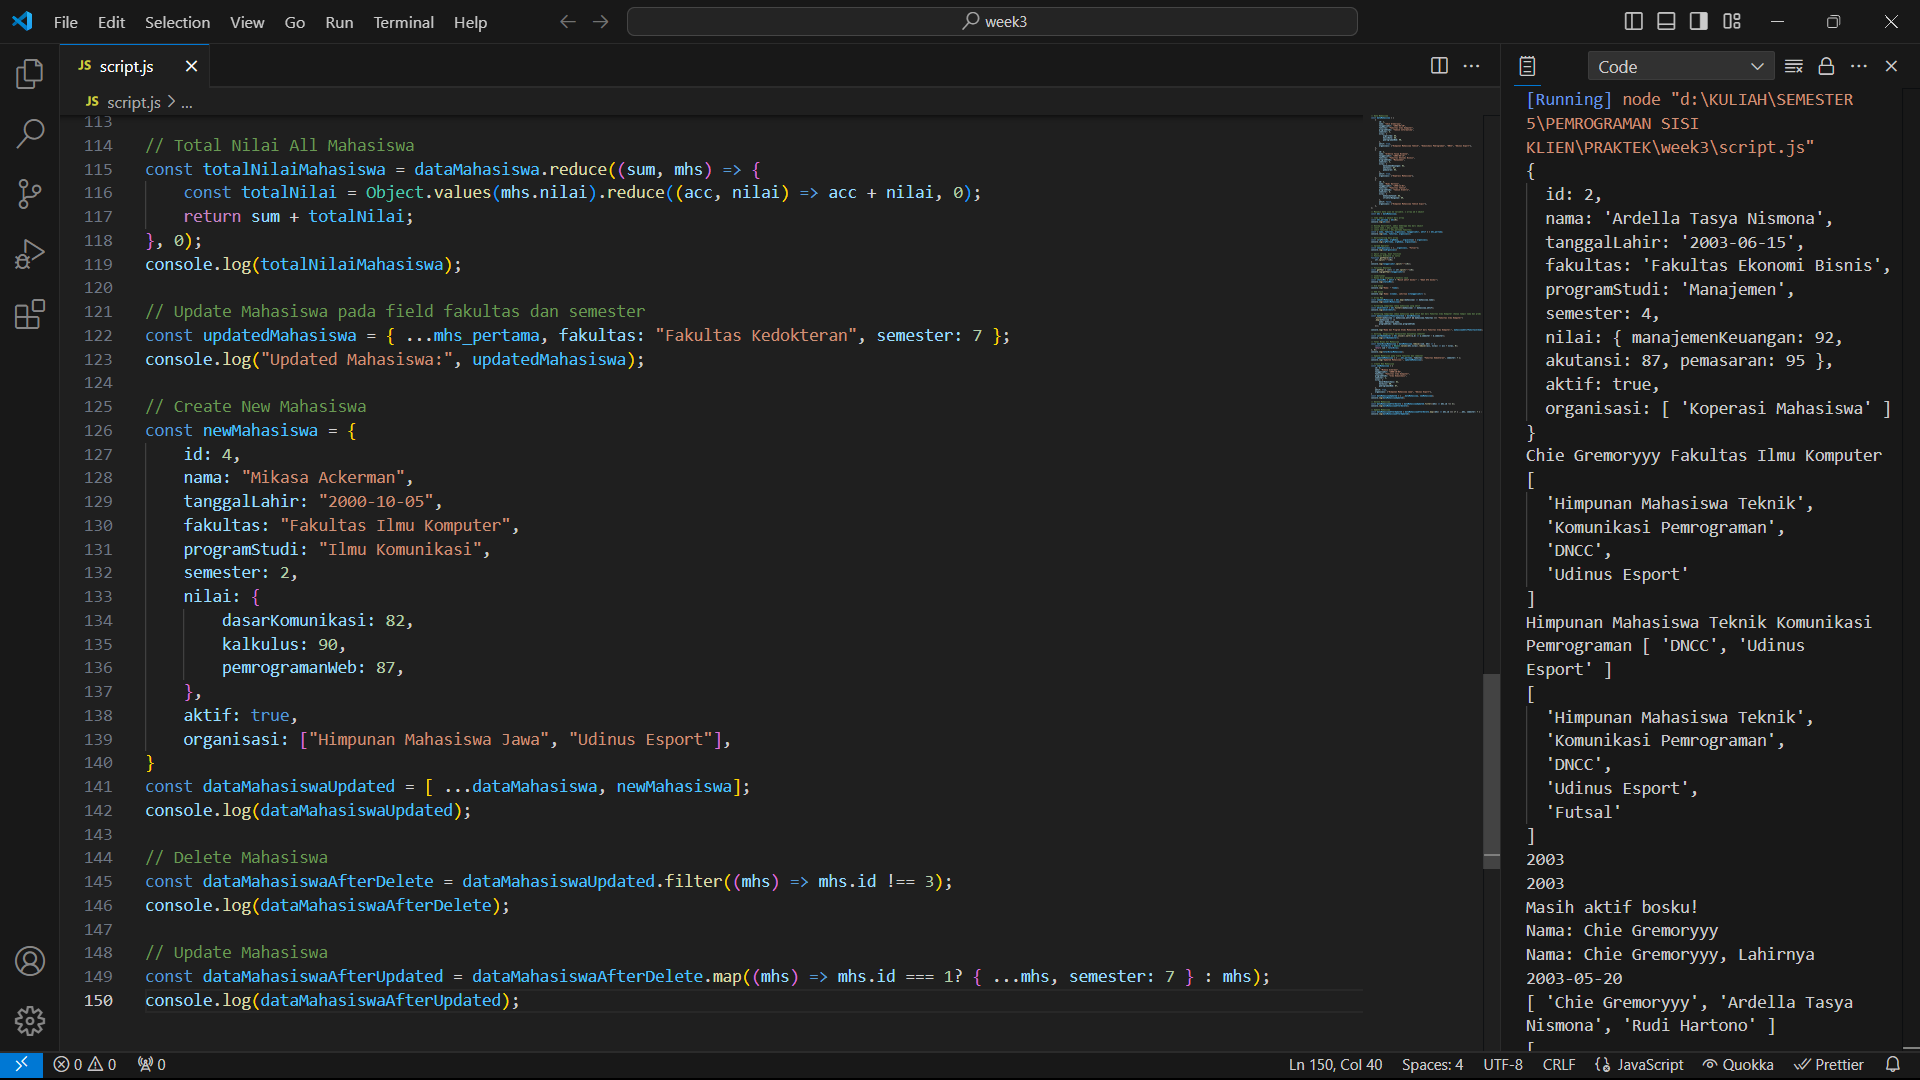 File Edit Selection View Go Run Terminal Help
week3
JS script.js
JS script.js > ...
113
114 // Total Nilai All Mahasiswa
115 const totalNilaiMahasiswa = dataMahasiswa.reduce((sum, mhs) => {
116 const totalNilai = Object.values(mhs.nilai).reduce((acc, nilai) => acc + nilai, 0);
117 return sum + totalNilai;
118 }, 0);
119 console.log(totalNilaiMahasiswa);
120
121 // Update Mahasiswa pada field fakultas dan semester
122 const updatedMahasiswa = { ...mhs_pertama, fakultas: "Fakultas Kedokteran", semester: 7 };
123 console.log("Updated Mahasiswa:", updatedMahasiswa);
124
125 // Create New Mahasiswa
126 const newMahasiswa = {
127 id: 4,
128 nama: "Mikasa Ackerman",
129 tanggalLahir: "2000-10-05",
130 fakultas: "Fakultas Ilmu Komputer",
131 programStudi: "Ilmu Komunikasi",
132 semester: 2,
133 nilai: {
134 dasarKomunikasi: 82,
135 kalkulus: 90,
136 pemrogramanWeb: 87,
137 },
138 aktif: true,
139 organisasi: ["Himpunan Mahasiswa Jawa", "Udinus Esport"],
140 }
141 const dataMahasiswaUpdated = [ ...dataMahasiswa, newMahasiswa];
142 console.log(dataMahasiswaUpdated);
143
144 // Delete Mahasiswa
145 const dataMahasiswaAfterDelete = dataMahasiswaUpdated.filter((mhs) => mhs.id !== 3);
146 console.log(dataMahasiswaAfterDelete);
147
148 // Update Mahasiswa
149 const dataMahasiswaAfterUpdated = dataMahasiswaAfterDelete.map((mhs) => mhs.id === 1? { ...mhs, semester: 7 } : mhs);
150 console.log(dataMahasiswaAfterUpdated);
Code
[Running] node "d:\KULIAH\SEMESTER
5\PEMROGRAMAN SISI
KLIEN\PRAKTEK\week3\script.js"
{
id: 2,
nama: 'Ardella Tasya Nismona',
tanggalLahir: '2003-06-15',
fakultas: 'Fakultas Ekonomi Bisnis',
programStudi: 'Manajemen',
semester: 4,
nilai: { manajemenKeuangan: 92,
akutansi: 87, pemasaran: 95 },
aktif: true,
organisasi: [ 'Koperasi Mahasiswa' ]
}
Chie Gremoryyy Fakultas Ilmu Komputer
[
'Himpunan Mahasiswa Teknik',
'Komunikasi Pemrograman',
'DNCC',
'Udinus Esport'
]
Himpunan Mahasiswa Teknik Komunikasi
Pemrograman [ 'DNCC', 'Udinus
Esport' ]
[
'Himpunan Mahasiswa Teknik',
'Komunikasi Pemrograman',
'DNCC',
'Udinus Esport',
'Futsal'
]
2003
2003
Masih aktif bosku!
Nama: Chie Gremoryyy
Nama: Chie Gremoryyy, Lahirnya
2003-05-20
[ 'Chie Gremoryyy', 'Ardella Tasya
Nismona', 'Rudi Hartono' ]
[
0 0 0 Ln 150, Col 40 Spaces: 4 UTF-8 CRLF {} JavaScript Quokka Prettier